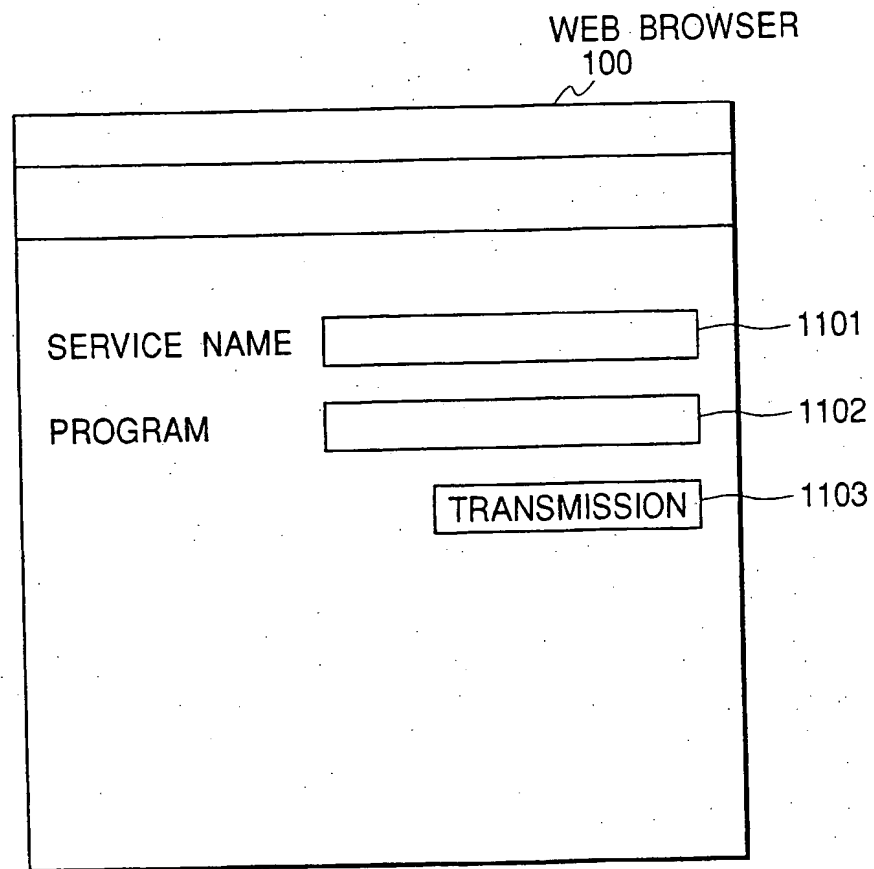 WEB BROWSER
100
SERVICE NAME
1101
PROGRAM
1102
TRANSMISSION
1103